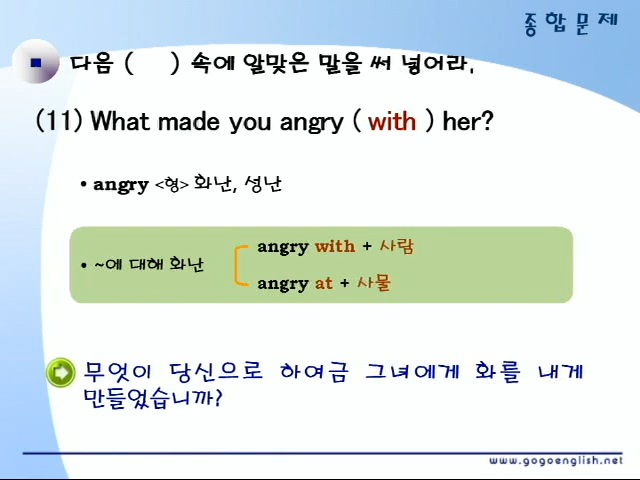 종합문제
다음 (    ) 속에 알맞은 말을 써 넣어라.
(11) What made you angry ( with ) her?
• angry <형> 화난, 성난
angry with + 사람
• ~에 대해 화난
angry at + 사물
무엇이 당신으로 하여금 그녀에게 화를 내게
만들었습니까?
www.gogoenglish.net